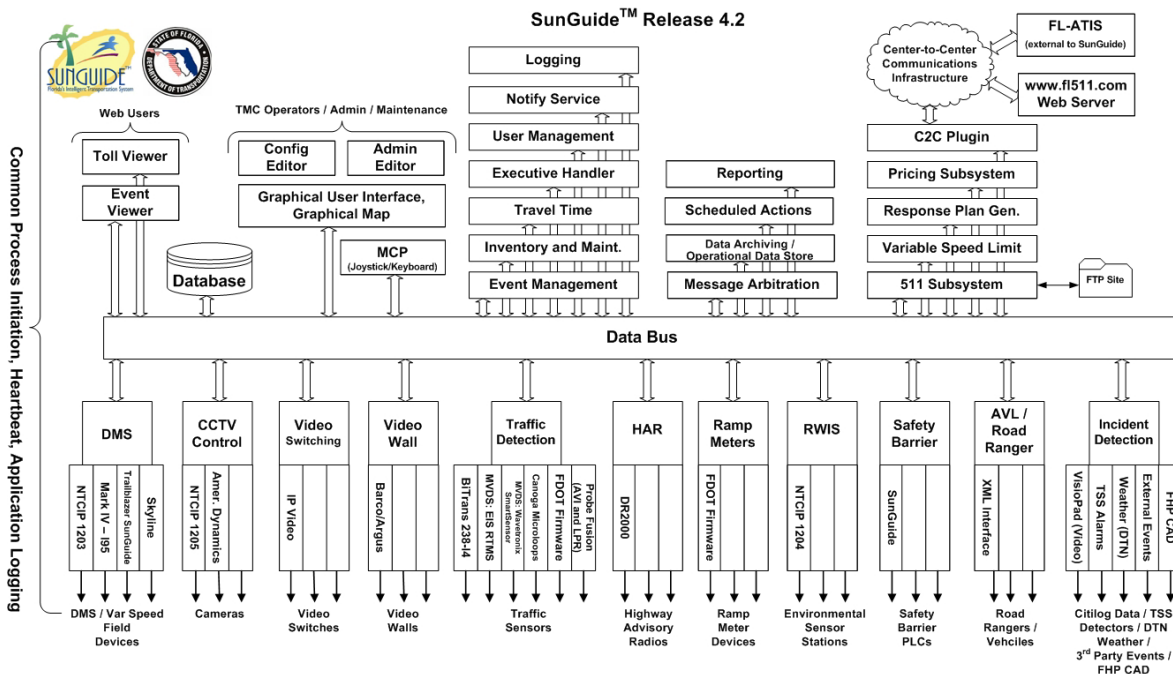 SunGuide™ Release 4.2
SUNGUIDE
Florida's Intelligent Transportation System
STATE OF FLORIDA
DEPARTMENT OF TRANSPORTATION
Common Process Initiation, Heartbeat, Application Logging
Web Users
Toll Viewer
Event
Viewer
TMC Operators / Admin / Maintenance
Config
Editor
Admin
Editor
Graphical User Interface,
Graphical Map
MCP
(Joystick/Keyboard)
Database
Logging
Notify Service
User Management
Executive Handler
Travel Time
Inventory and Maint.
Event Management
Reporting
Scheduled Actions
Data Archiving /
Operational Data Store
Message Arbitration
Center-to-Center
Communications
Infrastructure
FL-ATIS
(external to SunGuide)
www.fl511.com
Web Server
C2C Plugin
Pricing Subsystem
Response Plan Gen.
Variable Speed Limit
511 Subsystem
FTP Site
Data Bus
DMS
NTCIP 1203
Mark IV – I95
Trailblazer SunGuide
Skyline
DMS / Var Speed
Field
Devices
CCTV
Control
NTCIP 1205
Amer. Dynamics
Cameras
Video
Switching
IP Video
Video
Switches
Video
Wall
Barco/Argus
Video
Walls
Traffic
Detection
BiTrans 238-I4
MVDS: EIS RTMS
MVDS: Wavetronix
SmartSensor
Canoga Microloops
FDOT Firmware
Probe Fusion
(AVI and LPR)
Traffic
Sensors
HAR
DR2000
Highway
Advisory
Radios
Ramp
Meters
FDOT Firmware
Ramp
Meter
Devices
RWIS
NTCIP 1204
Environmental
Sensor
Stations
Safety
Barrier
SunGuide
Safety
Barrier
PLCs
AVL /
Road
Ranger
XML Interface
Road
Rangers /
Vehciles
Incident
Detection
VisioPad (Video)
TSS Alarms
Weather (DTN)
External Events
FHP CAD
Citilog Data / TSS
Detectors / DTN
Weather /
3rd Party Events /
FHP CAD